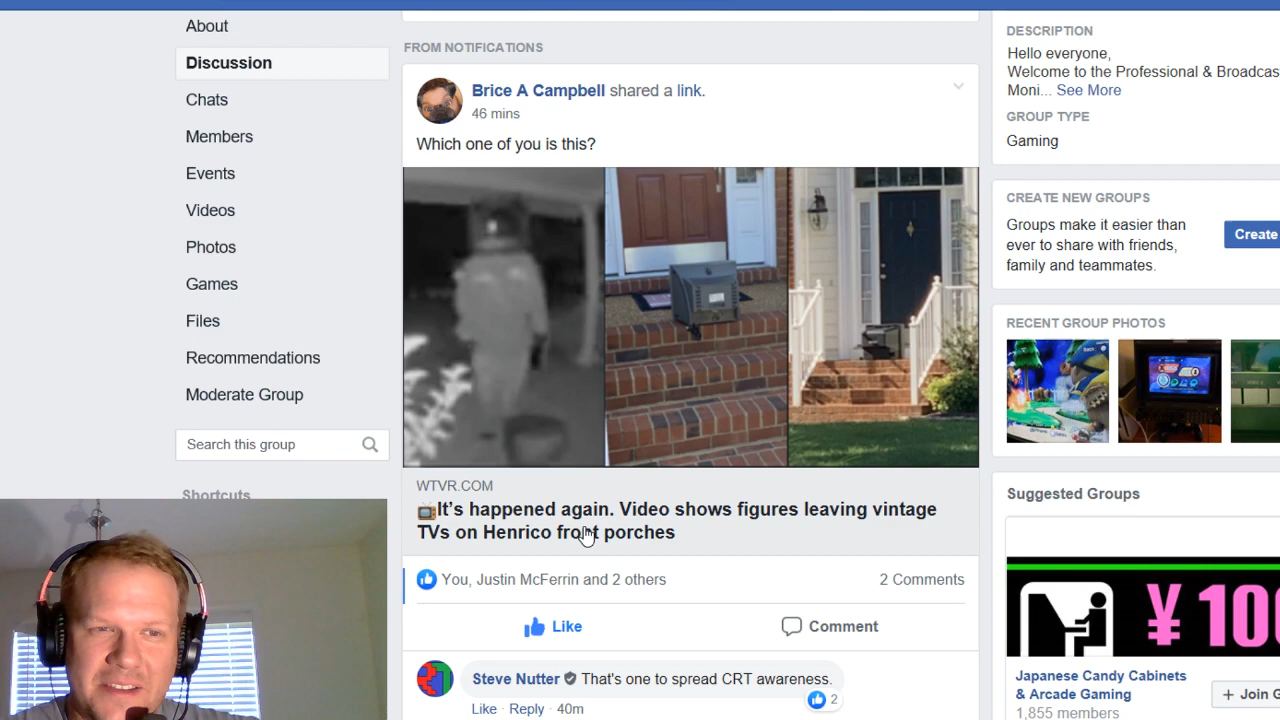 About
Discussion
Chats
Members
Events
Videos
Photos
Games
Files
Recommendations
Moderate Group
Search this group
Shortcuts
FROM NOTIFICATIONS
Brice A Campbell shared a link.
46 mins
Which one of you is this?
WTVR.COM
📺It's happened again. Video shows figures leaving vintage
TVs on Henrico front porches
You, Justin McFerrin and 2 others
2 Comments
Like
Comment
Steve Nutter That's one to spread CRT awareness.
2
Like · Reply · 40m
DESCRIPTION
Hello everyone,
Welcome to the Professional & Broadcas
Moni... See More
GROUP TYPE
Gaming
CREATE NEW GROUPS
Groups make it easier than
ever to share with friends,
family and teammates.
Create
RECENT GROUP PHOTOS
Suggested Groups
¥ 100
Japanese Candy Cabinets
& Arcade Gaming
1,855 members
+ Join G